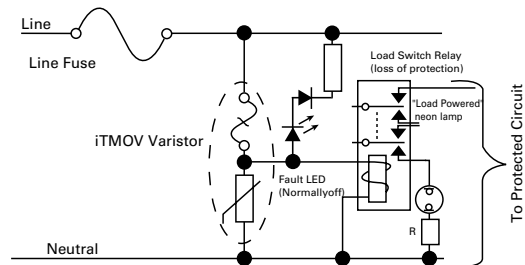 Line
Line Fuse
Load Switch Relay
(loss of protection)
"Load Powered"
neon lamp
iTMOV Varistor
Fault LED
(Normallyoff)
To Protected Circuit
R
Neutral